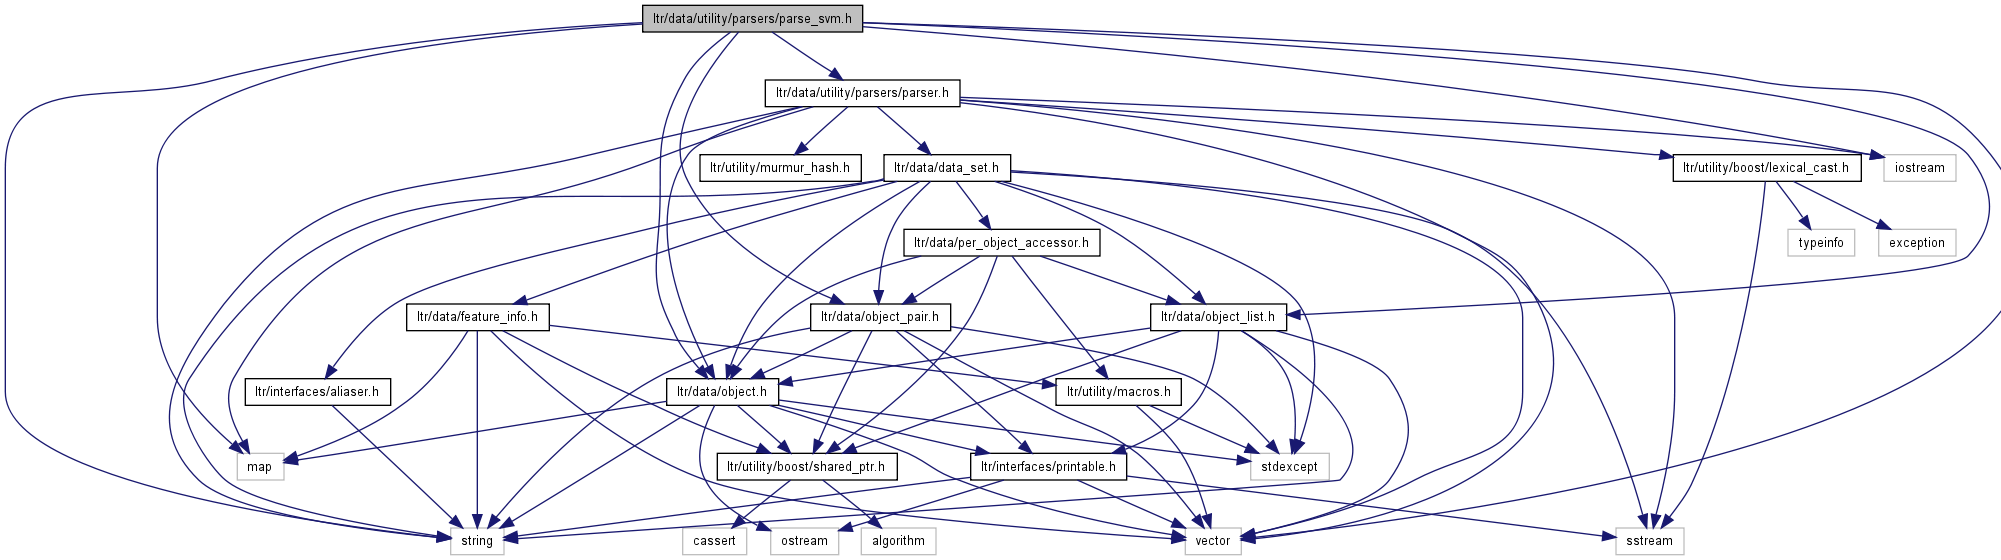 ltr/data/utility/parsers/parse_svm.h
ltr/data/utility/parsers/parser.h
ltr/utility/murmur_hash.h
ltr/data/data_set.h
ltr/utility/boost/lexical_cast.h
iostream
ltr/data/per_object_accessor.h
typeinfo
exception
ltr/data/feature_info.h
ltr/data/object_pair.h
ltr/data/object_list.h
ltr/interfaces/aliaser.h
ltr/data/object.h
ltr/utility/macros.h
map
ltr/utility/boost/shared_ptr.h
ltr/interfaces/printable.h
stdexcept
string
cassert
ostream
algorithm
vector
sstream